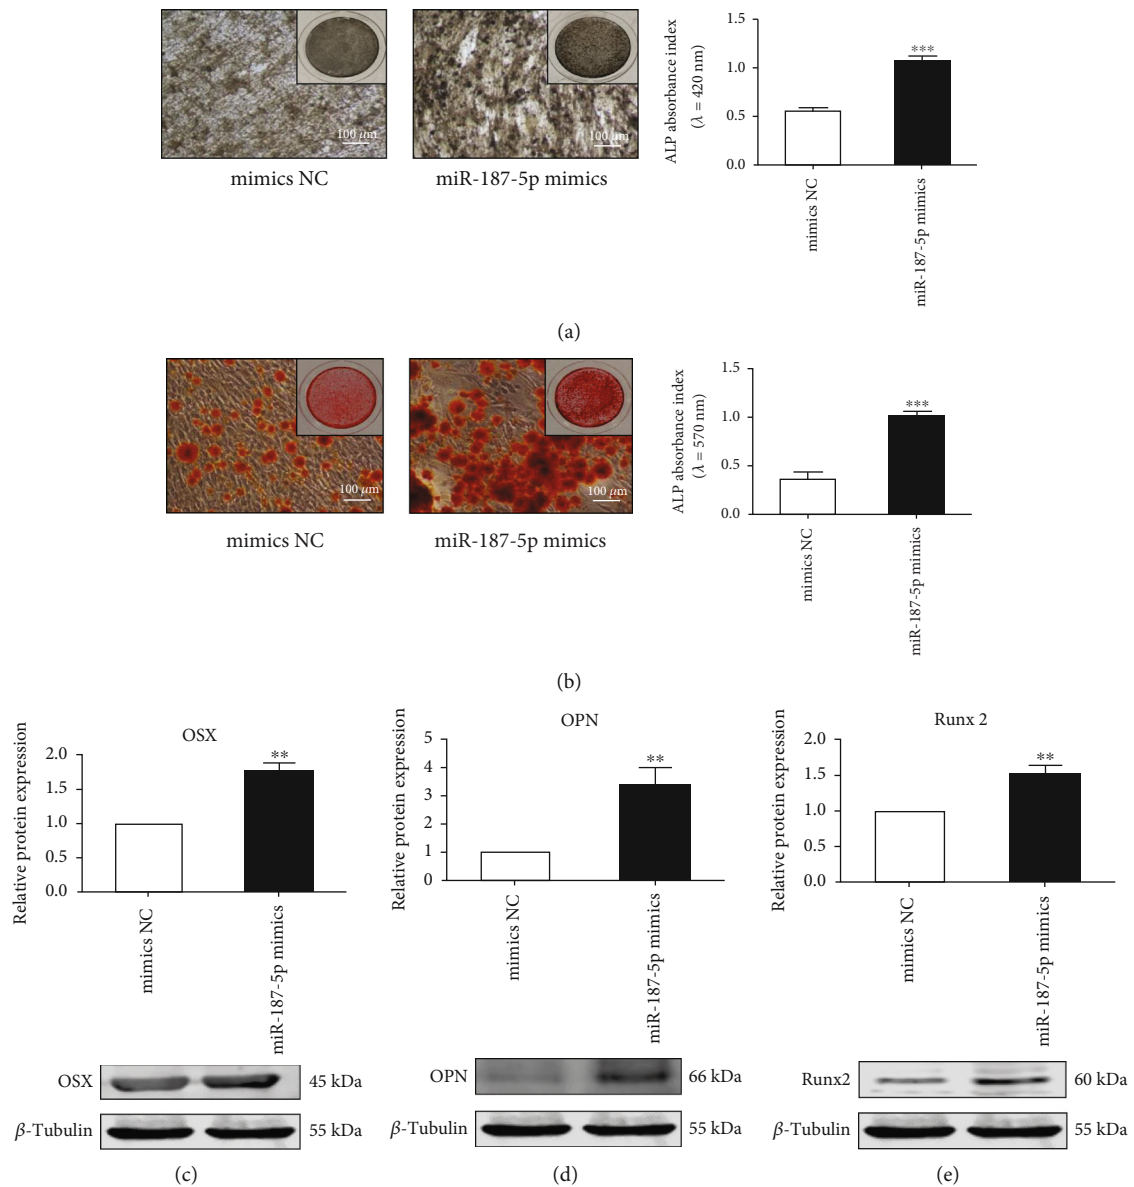 100 μm
100 μm
mimics NC
miR-187-5p mimics
ALP absorbance index
(λ = 420 nm)
1.5
1.0
0.5
0.0
***
mimics NC
miR-187-5p mimics
(a)
100 μm
100 μm
mimics NC
miR-187-5p mimics
ALP absorbance index
(λ = 570 nm)
1.5
1.0
0.5
0.0
***
mimics NC
miR-187-5p mimics
(b)
OSX
Relative protein expression
2.0
1.5
1.0
0.5
0.0
**
mimics NC
miR-187-5p mimics
OSX
45 kDa
β-Tubulin
55 kDa
(c)
OPN
Relative protein expression
5
4
3
2
1
0
**
mimics NC
miR-187-5p mimics
OPN
66 kDa
β-Tubulin
55 kDa
(d)
Runx 2
Relative protein expression
2.0
1.5
1.0
0.5
0.0
**
mimics NC
miR-187-5p mimics
Runx2
60 kDa
β-Tubulin
55 kDa
(e)